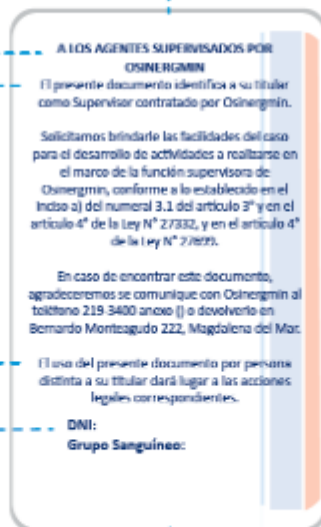 A LOS AGENTES SUPERVISADOS POR
OSINERGMIN
El presente documento identifica a su titular
como Supervisor contratado por Osinergmin.
Solicitamos brindarle las facilidades del caso
para el desarrollo de actividades a realizarse en
el marco de la función supervisora de
Osinergmin, conforme a lo establecido en el
inciso a) del numeral 3.1 del artículo 3° y en el
artículo 4° de la Ley N° 27332, y en el artículo 4°
de la Ley N° 27699.
En caso de encontrar este documento,
agradeceremos se comunique con Osinergmin al
teléfono 219-3400 anexo () o devolverlo en
Bernardo Monteagudo 222, Magdalena del Mar.
El uso del presente documento por persona
distinta a su titular dará lugar a las acciones
legales correspondientes.
DNI:
Grupo Sanguíneo: